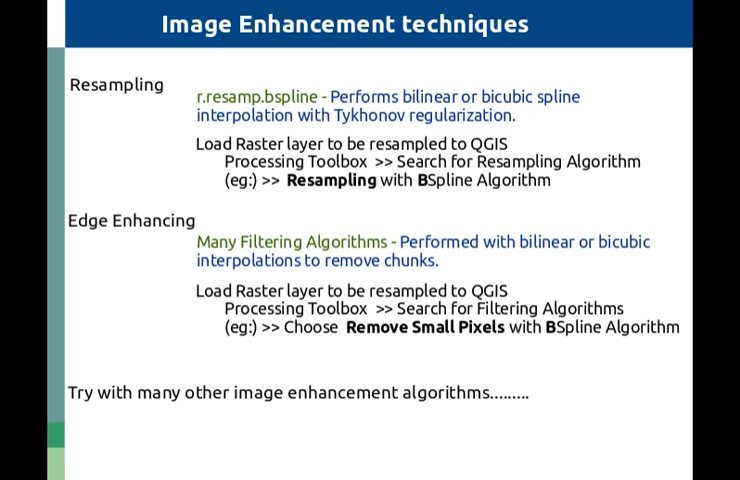 Image Enhancement techniques
Resampling
r.resamp.bspline - Performs bilinear or bicubic spline
interpolation with Tykhonov regularization.
Load Raster layer to be resampled to QGIS
Processing Toolbox >> Search for Resampling Algorithm
(eg:) >> Resampling with BSpline Algorithm
Edge Enhancing
Many Filtering Algorithms - Performed with bilinear or bicubic
interpolations to remove chunks.
Load Raster layer to be resampled to QGIS
Processing Toolbox >> Search for Filtering Algorithms
(eg:) >> Choose Remove Small Pixels with BSpline Algorithm
Try with many other image enhancement algorithms.........